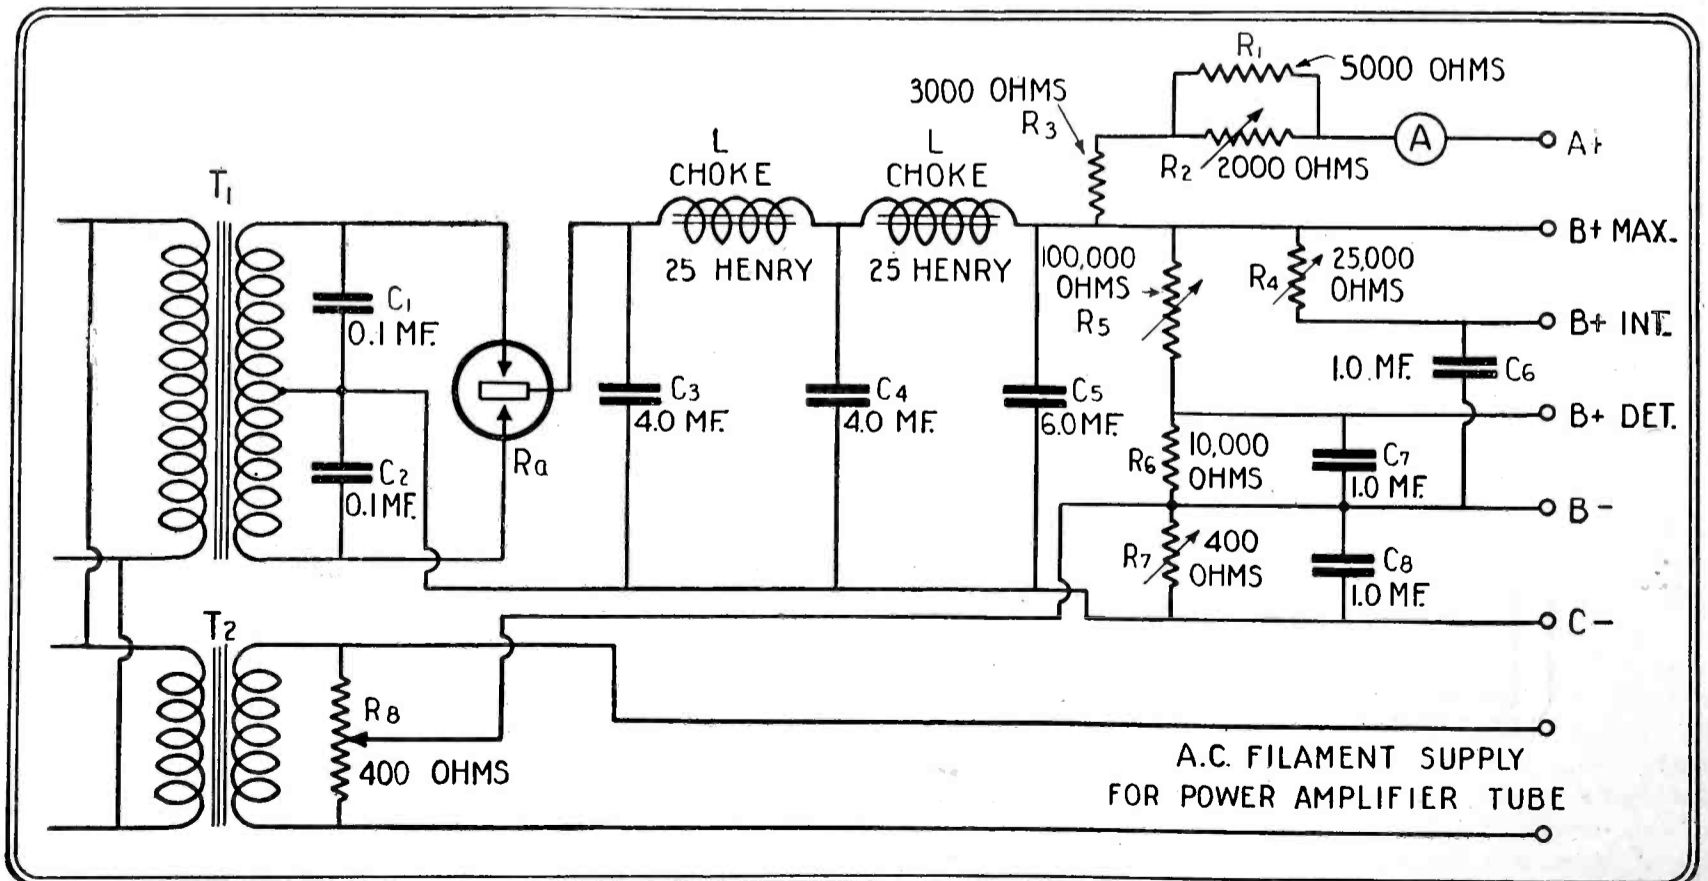 R1
5000 OHMS
3000 OHMS
R3
A
A+
R2
2000 OHMS
L
CHOKE
L
CHOKE
T1
B+ MAX.
25 HENRY
25 HENRY
100,000
OHMS
R5
R4
25,000
OHMS
C1
0.1 MF.
B+ INT.
1.0 MF.
C6
C3
4.0 MF.
C4
4.0 MF.
C5
6.0 MF.
B+ DET.
Ra
C2
0.1 MF.
R6
10,000
OHMS
C7
1.0 MF.
B-
R7
400
OHMS
C8
1.0 MF.
C-
T2
R8
400 OHMS
A.C. FILAMENT SUPPLY
FOR POWER AMPLIFIER TUBE